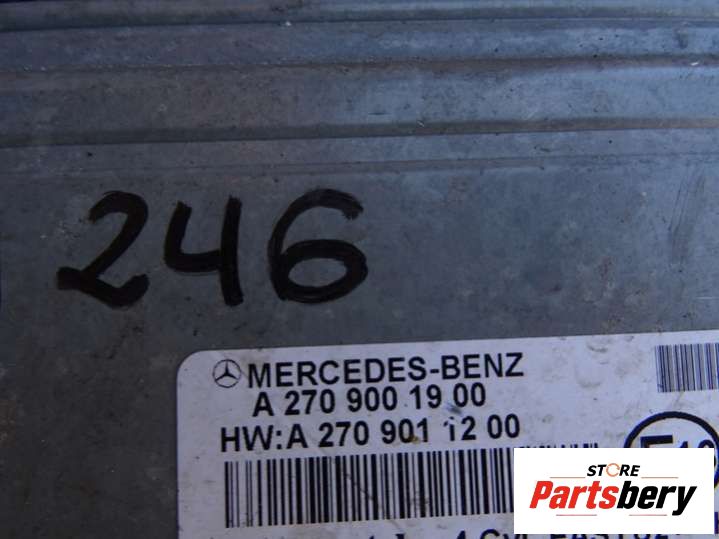 246
MERCEDES-BENZ
A 270 900 19 00
HW:A 270 901 12 00
STORE
Partsbery